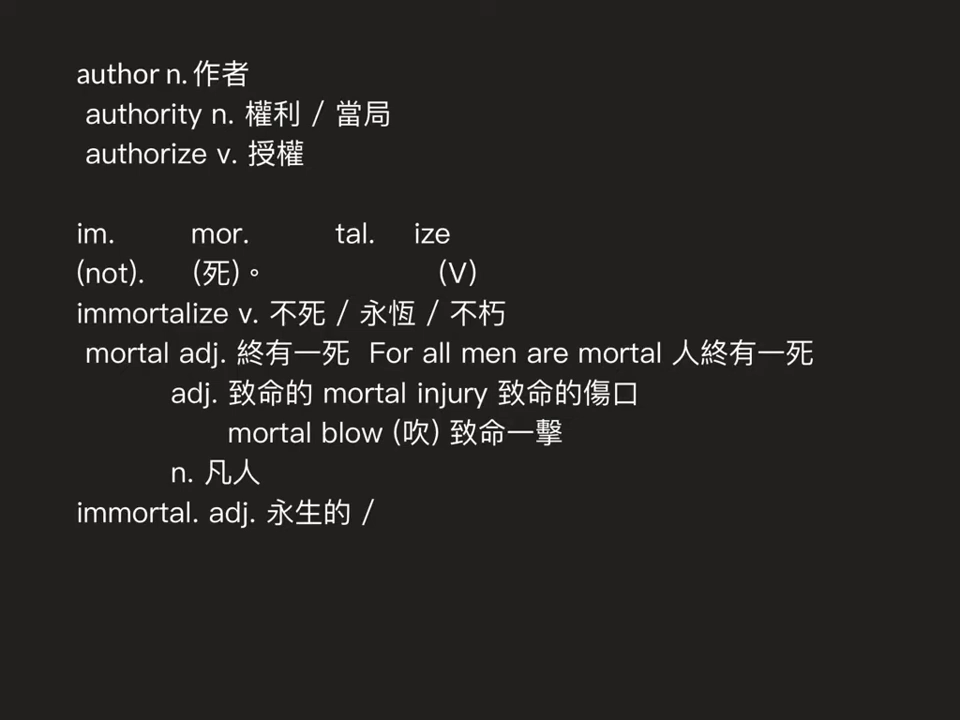 author n. 作者
authority n. 權利 / 當局
authorize v. 授權
im. mor. tal. ize
(not). (死)。 (V)
immortalize v. 不死 / 永恆 / 不朽
mortal adj. 終有一死 For all men are mortal 人終有一死
adj. 致命的 mortal injury 致命的傷口
mortal blow (吹) 致命一擊
n. 凡人
immortal. adj. 永生的 /